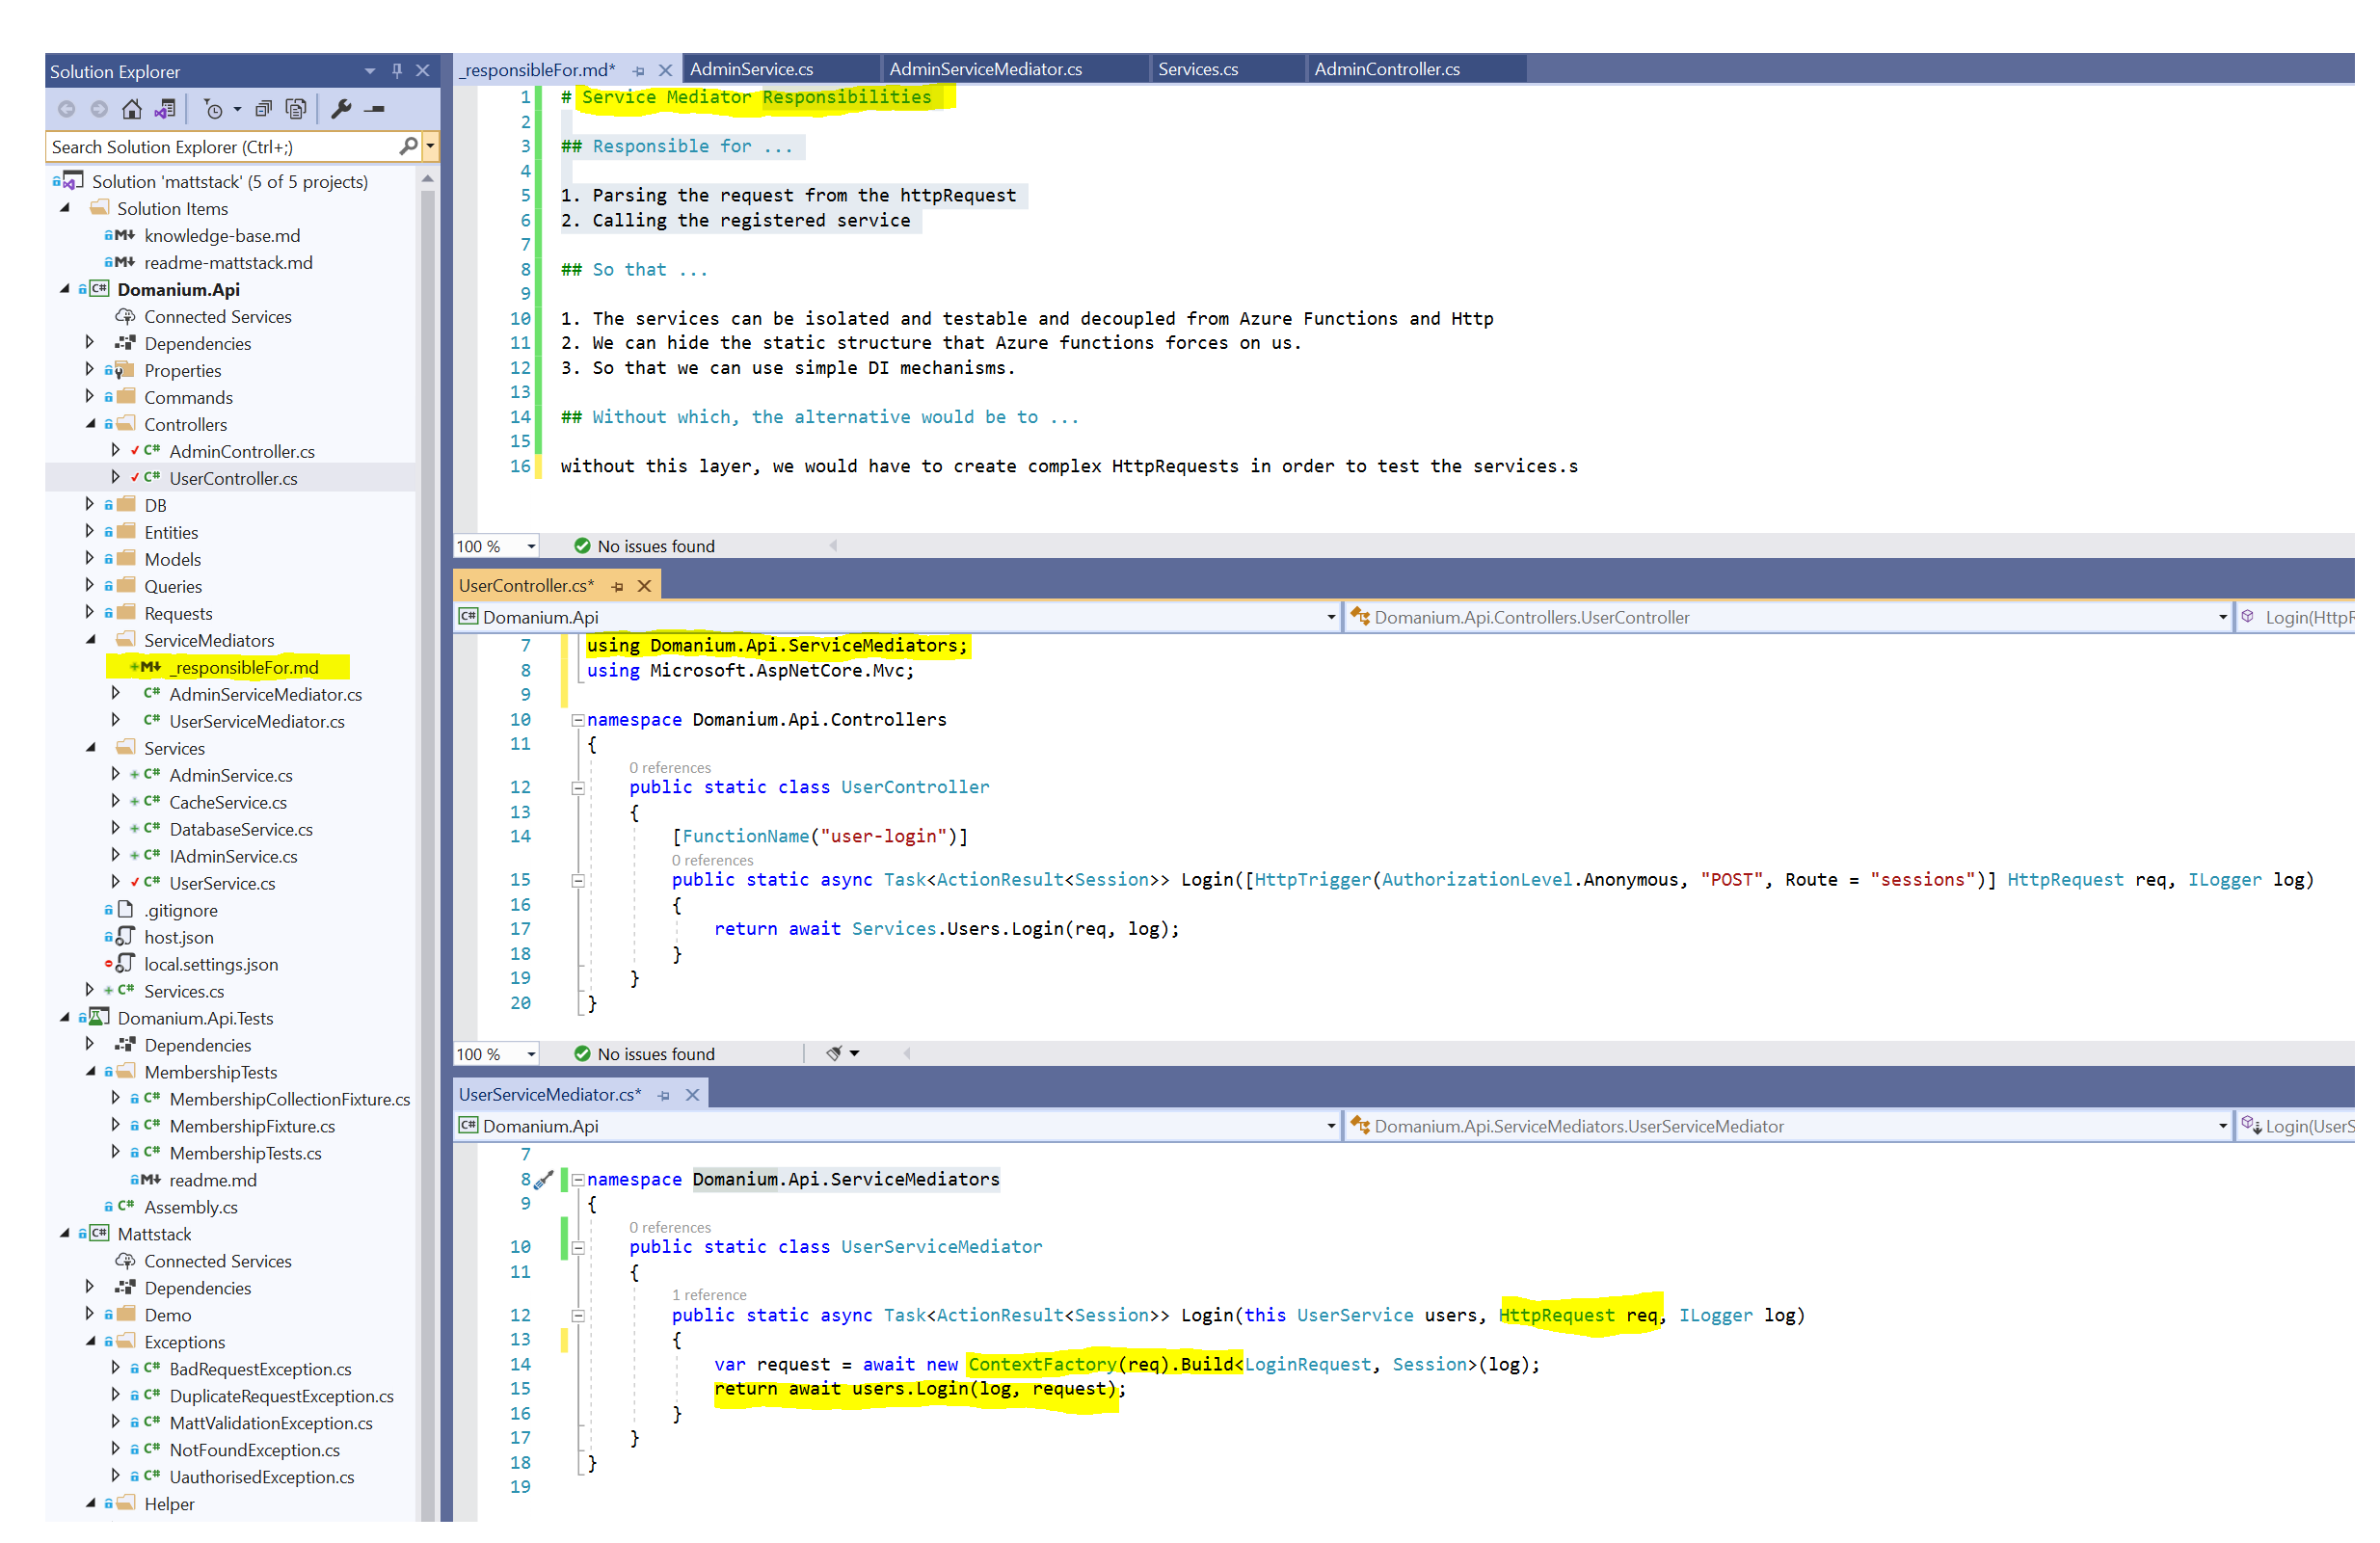 Solution Explorer
Search Solution Explorer (Ctrl+;)
Solution 'mattstack' (5 of 5 projects)
Solution Items
knowledge-base.md
readme-mattstack.md
Domanium.Api
Connected Services
Dependencies
Properties
Commands
Controllers
AdminController.cs
UserController.cs
DB
Entities
Models
Queries
Requests
ServiceMediators
_responsibleFor.md
AdminServiceMediator.cs
UserServiceMediator.cs
Services
AdminService.cs
CacheService.cs
DatabaseService.cs
IAdminService.cs
UserService.cs
.gitignore
host.json
local.settings.json
Services.cs
Domanium.Api.Tests
Dependencies
MembershipTests
MembershipCollectionFixture.cs
MembershipFixture.cs
MembershipTests.cs
readme.md
Assembly.cs
Mattstack
Connected Services
Dependencies
Demo
Exceptions
BadRequestException.cs
DuplicateRequestException.cs
MattValidationException.cs
NotFoundException.cs
UauthorisedException.cs
Helper
_responsibleFor.md* AdminService.cs AdminServiceMediator.cs Services.cs AdminController.cs
1 # Service Mediator Responsibilities
2
3 ## Responsible for ...
4
5 1. Parsing the request from the httpRequest
6 2. Calling the registered service
7
8 ## So that ...
9
10 1. The services can be isolated and testable and decoupled from Azure Functions and Http
11 2. We can hide the static structure that Azure functions forces on us.
12 3. So that we can use simple DI mechanisms.
13
14 ## Without which, the alternative would be to ...
15
16 without this layer, we would have to create complex HttpRequests in order to test the services.s
100 % No issues found
UserController.cs*
Domanium.Api Domanium.Api.Controllers.UserController Login(HttpR
7 using Domanium.Api.ServiceMediators;
8 using Microsoft.AspNetCore.Mvc;
9
10 namespace Domanium.Api.Controllers
11 {
0 references
12 public static class UserController
13 {
14 [FunctionName("user-login")]
0 references
15 public static async Task<ActionResult<Session>> Login([HttpTrigger(AuthorizationLevel.Anonymous, "POST", Route = "sessions")] HttpRequest req, ILogger log)
16 {
17 return await Services.Users.Login(req, log);
18 }
19 }
20 }
100 % No issues found
UserServiceMediator.cs*
Domanium.Api Domanium.Api.ServiceMediators.UserServiceMediator Login(UserS
7
8 namespace Domanium.Api.ServiceMediators
9 {
0 references
10 public static class UserServiceMediator
11 {
1 reference
12 public static async Task<ActionResult<Session>> Login(this UserService users, HttpRequest req, ILogger log)
13 {
14 var request = await new ContextFactory(req).Build<LoginRequest, Session>(log);
15 return await users.Login(log, request);
16 }
17 }
18 }
19